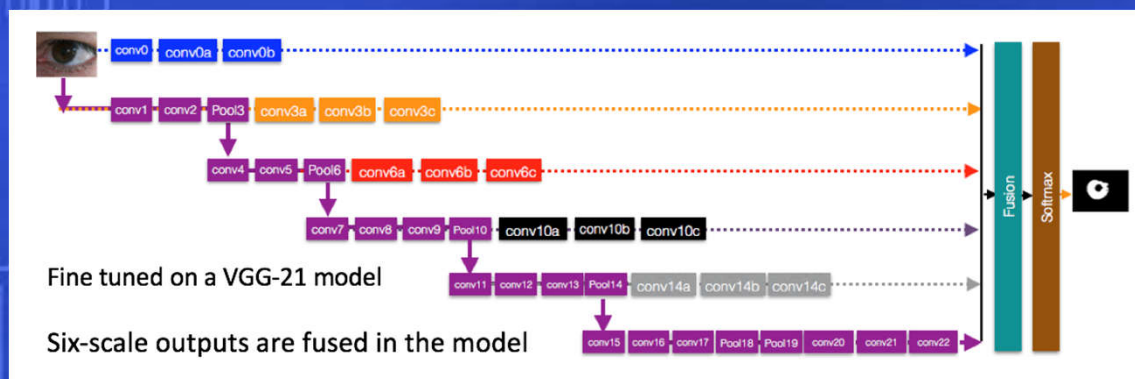 conv0 conv0a conv0b
conv1 conv2 Pool3 conv3a conv3b conv3c
conv4 conv5 Pool6 conv6a conv6b conv6c
conv7 conv8 conv9 Pool10 conv10a conv10b conv10c
Fine tuned on a VGG-21 model
conv11 conv12 conv13 Pool14 conv14a conv14b conv14c
Six-scale outputs are fused in the model
conv15 conv16 conv17 Pool18 Pool19 conv20 conv21 conv22
Fusion
Softmax